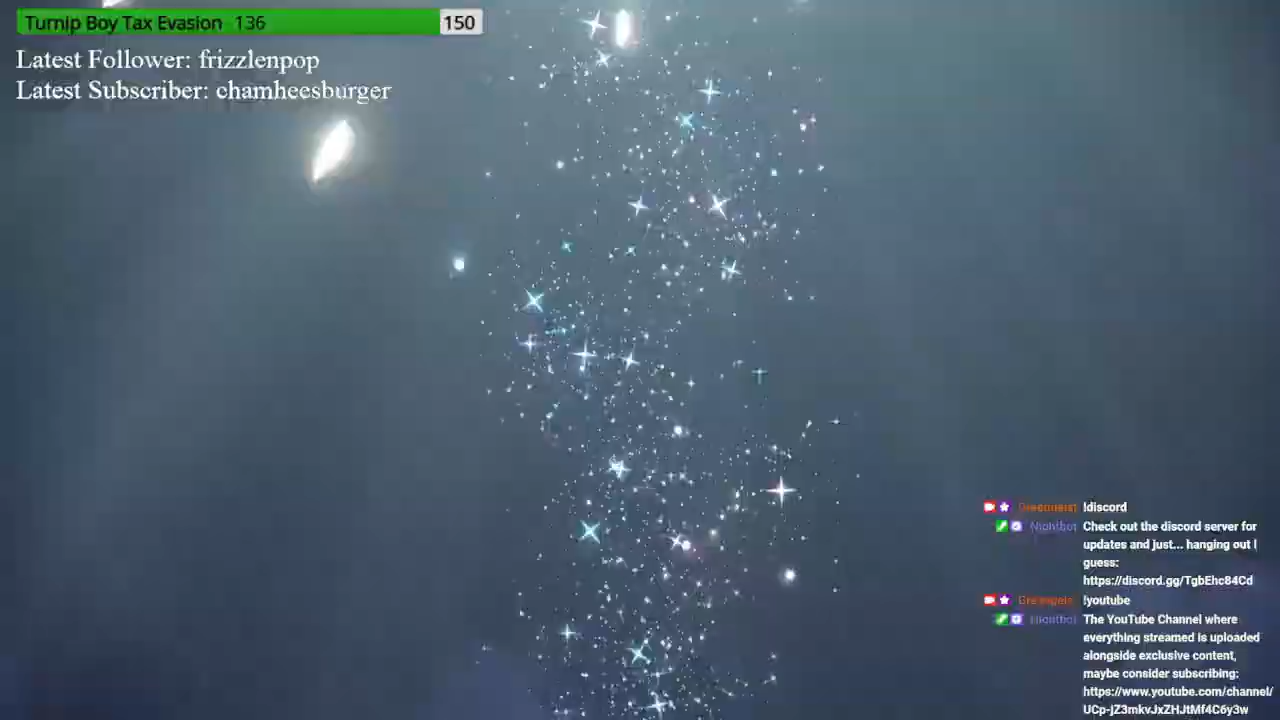 Turnip Boy Tax Evasion 136 150
Latest Follower: frizzlenpop
Latest Subscriber: chamheesburger
!discord
Nightbot Check out the discord server for
updates and just... hanging out I
guess:
https://discord.gg/TgbEhc84Cd
!youtube
Nightbot The YouTube Channel where
everything streamed is uploaded
alongside exclusive content,
maybe consider subscribing:
https://www.youtube.com/channel/
UCp-jZ3mkvJxZHJtMf4C6y3w